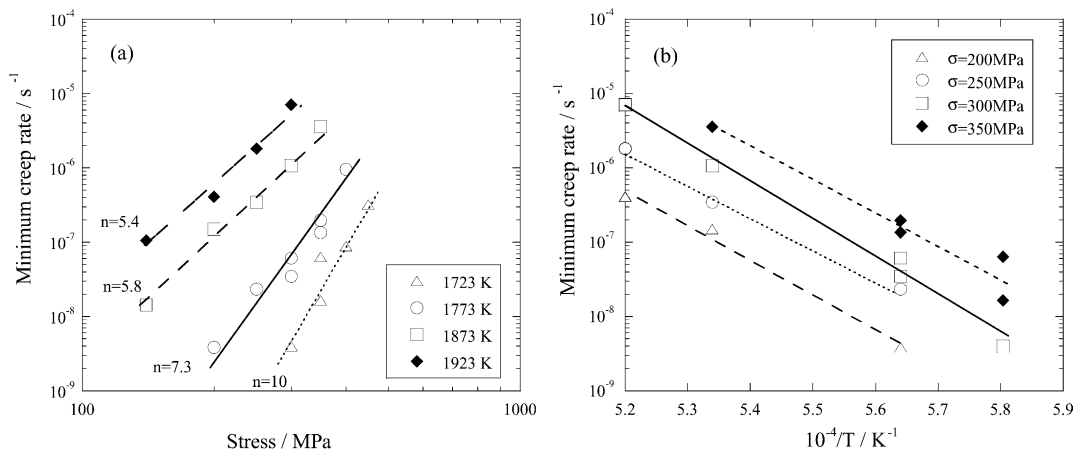 (a)
Minimum creep rate / s⁻¹
10⁻⁴
10⁻⁵
10⁻⁶
10⁻⁷
10⁻⁸
10⁻⁹
n=5.4
n=5.8
n=7.3
n=10
1723 K
1773 K
1873 K
1923 K
100
1000
Stress / MPa
(b)
Minimum creep rate / s⁻¹
10⁻⁴
10⁻⁵
10⁻⁶
10⁻⁷
10⁻⁸
10⁻⁹
σ=200MPa
σ=250MPa
σ=300MPa
σ=350MPa
5.2 5.3 5.4 5.5 5.6 5.7 5.8 5.9
10⁻⁴/T / K⁻¹